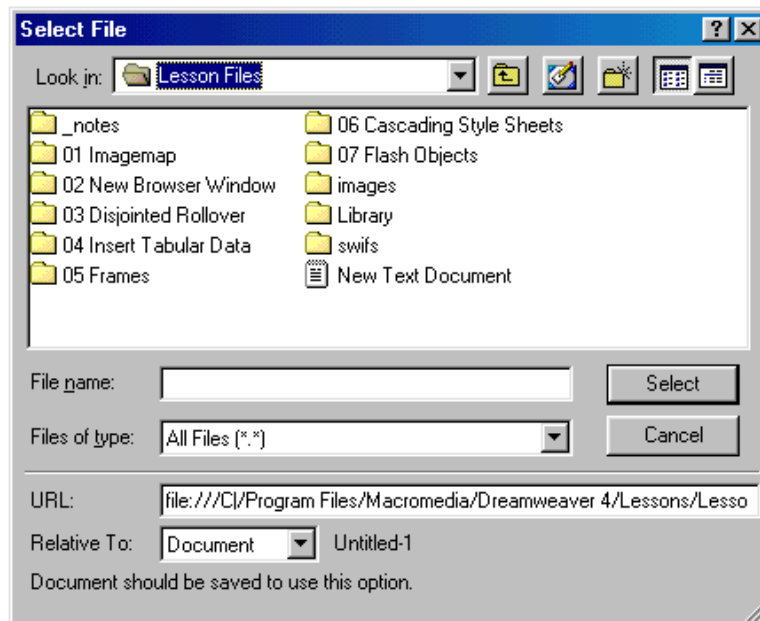 Select File
Look in: Lesson Files
_notes
01 Imagemap
02 New Browser Window
03 Disjointed Rollover
04 Insert Tabular Data
05 Frames
06 Cascading Style Sheets
07 Flash Objects
images
Library
swifs
New Text Document
File name:
Select
Files of type: All Files (*.*)
Cancel
URL: file:///C|/Program Files/Macromedia/Dreamweaver 4/Lessons/Lesso
Relative To: Document Untitled-1
Document should be saved to use this option.